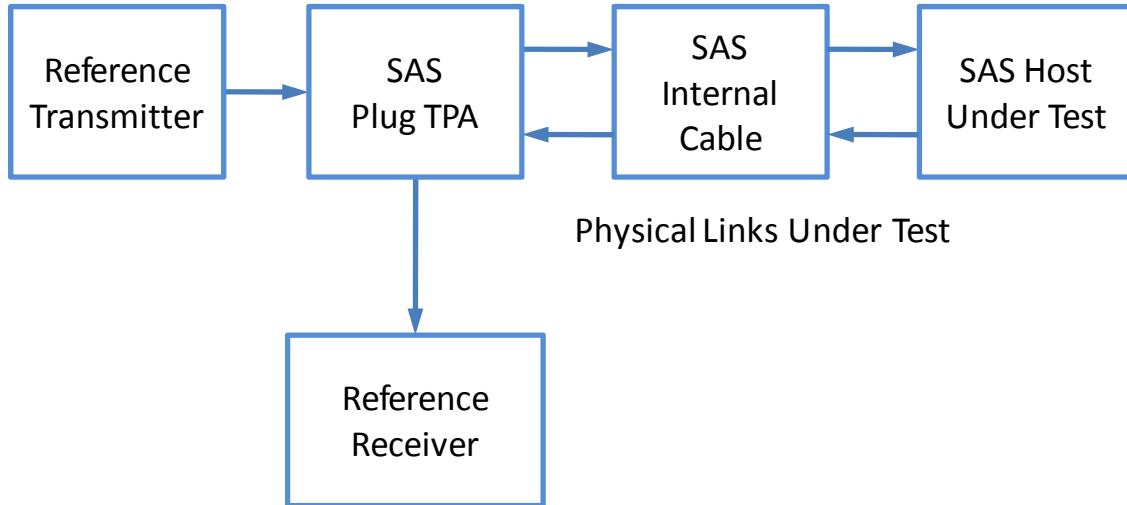 Reference
Transmitter
SAS
Plug TPA
SAS
Internal
Cable
SAS Host
Under Test
Physical Links Under Test
Reference
Receiver